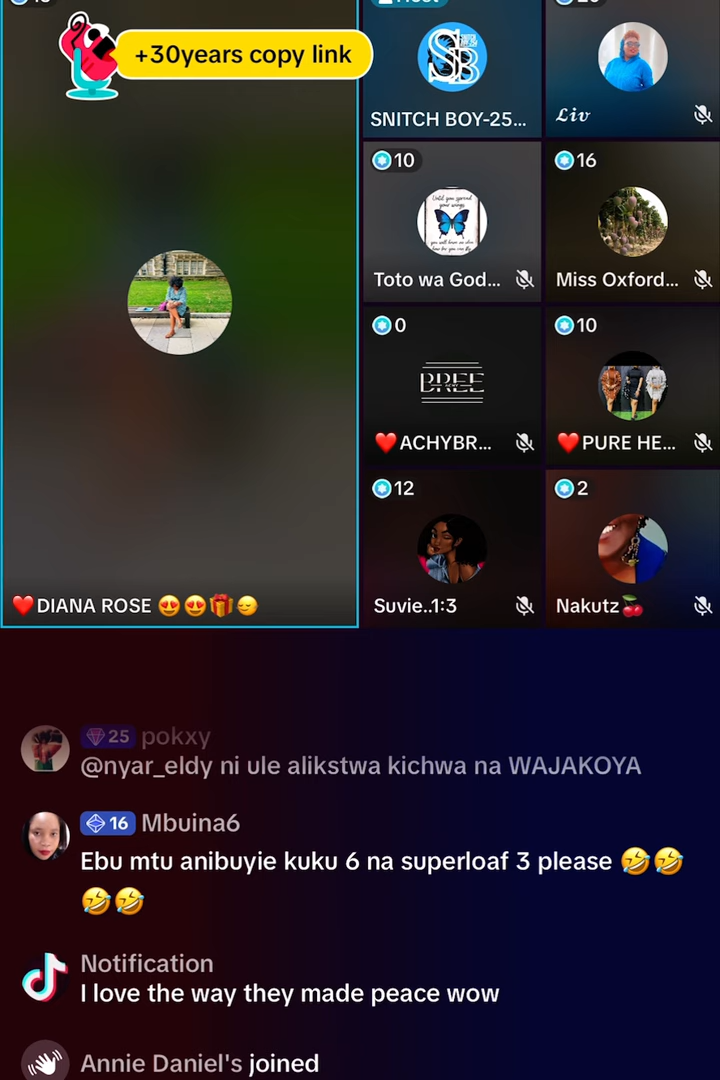 +30years copy link
Host
SNITCH BOY-25...
Liv
10
Toto wa God...
16
Miss Oxford...
0
BREE
❤️ACHYBR...
10
❤️PURE HE...
12
Suvie..1:3
2
Nakutz🍒
❤️DIANA ROSE 😍😍🎁😔
25 pokxy
@nyar_eldy ni ule alikstwa kichwa na WAJAKOYA
16 Mbuina6
Ebu mtu anibuyie kuku 6 na superloaf 3 please 🤣🤣
🤣🤣
Notification
I love the way they made peace wow
Annie Daniel's joined